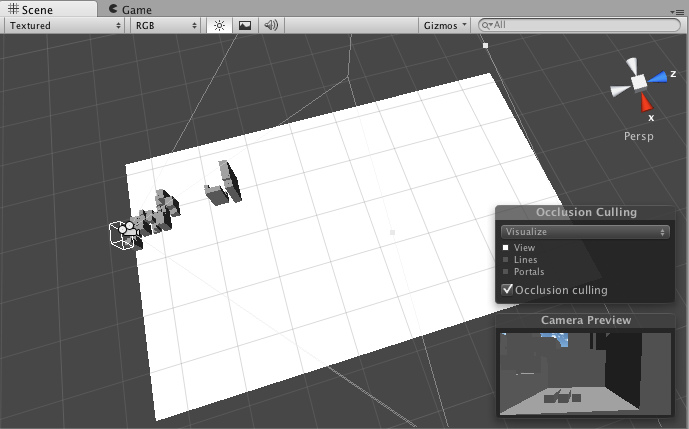 Scene
Game
Textured
RGB
Gizmos
All
z
x
Persp
Occlusion Culling
Visualize
View
Lines
Portals
Occlusion culling
Camera Preview